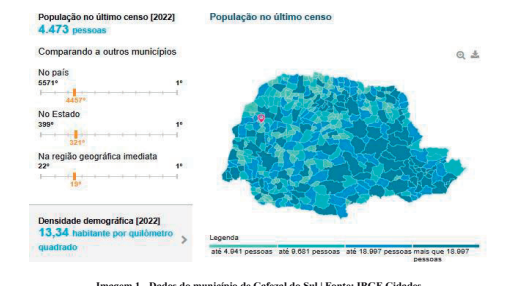 População no último censo [2022]
4.473 pessoas
Comparando a outros municípios
No país
5571º 1º
4457º
No Estado
399º 1º
321º
Na região geográfica imediata
22º 1º
19º
Densidade demográfica [2022]
13,34 habitante por quilômetro
quadrado
População no último censo
Legenda
até 4.941 pessoas até 9.681 pessoas até 18.997 pessoas mais que 18.997
pessoas
Imagem 1 - Dados do município de Cafezal do Sul | Fonte: IBGE Cidades